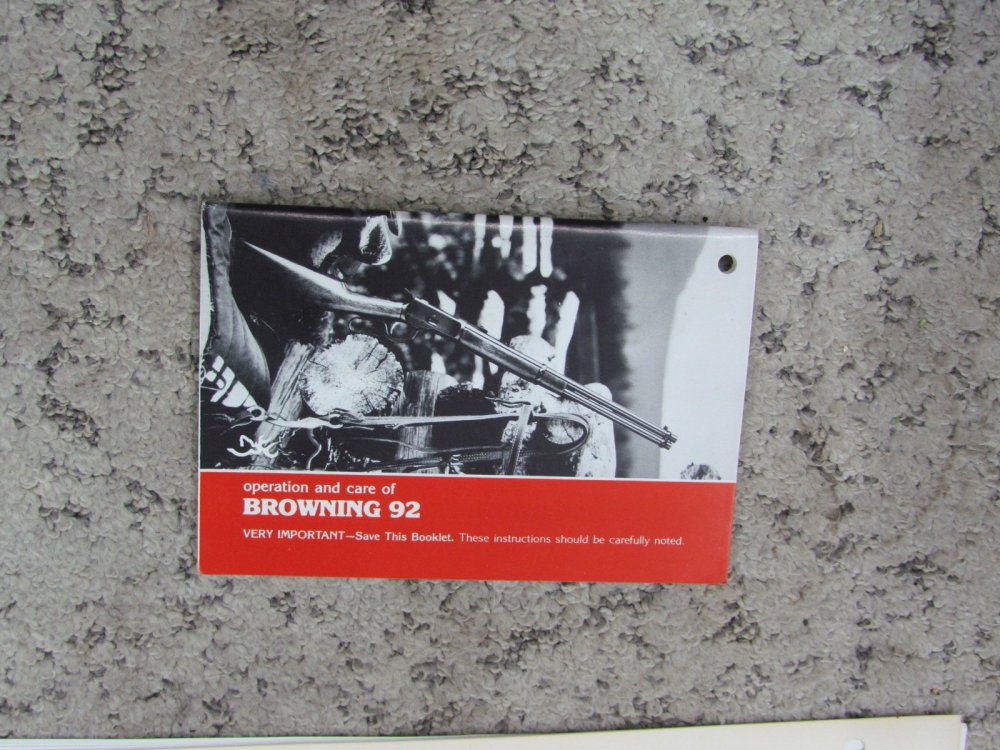 operation and care of
BROWNING 92
VERY IMPORTANT—Save This Booklet. These instructions should be carefully noted.